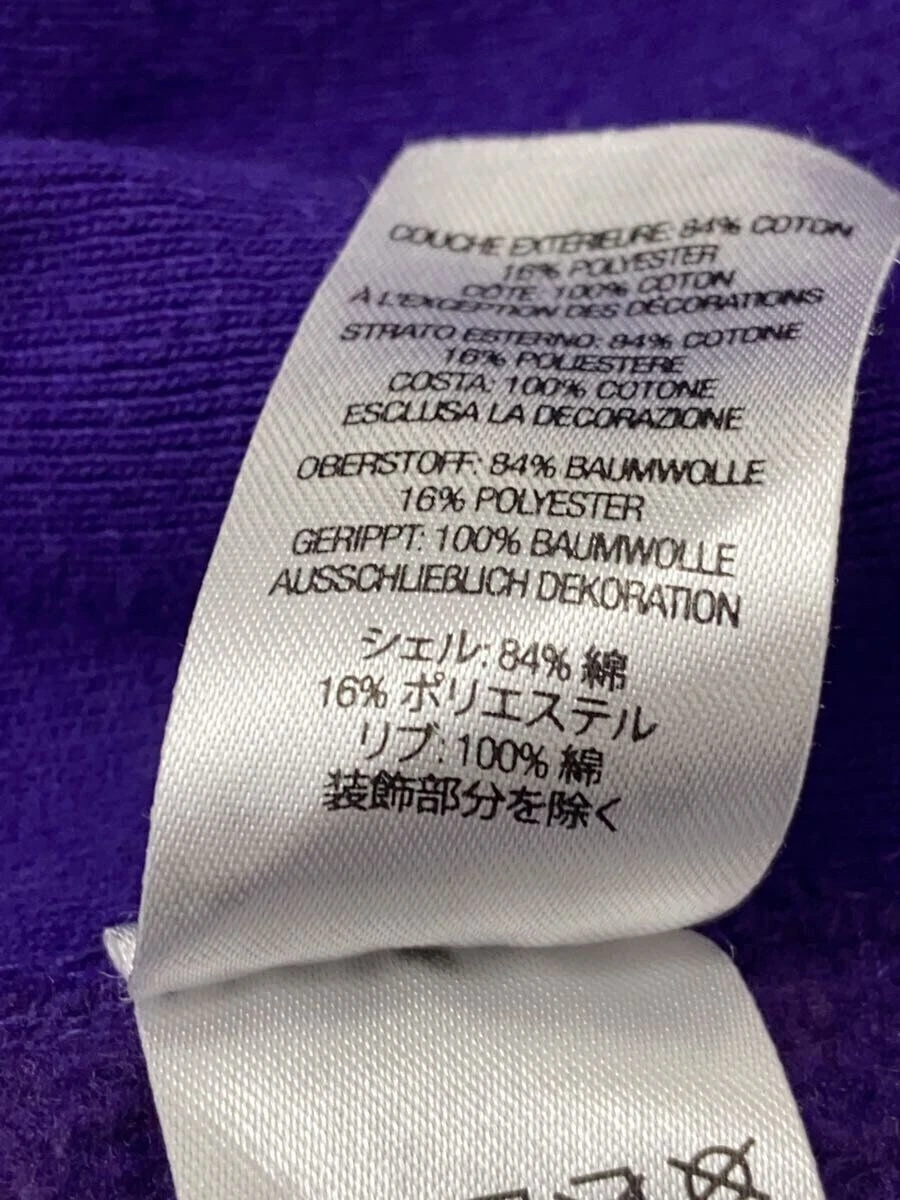 COUCHE EXTÉRIEURE: 84% COTON
16% POLYESTER
CÔTE, 100% COTON
À L'EXCEPTION DES DÉCORATIONS
STRATO ESTERNO: 84% COTONE
16% POLIESTERE
COSTA: 100% COTONE
ESCLUSA LA DECORAZIONE
OBERSTOFF: 84% BAUMWOLLE
16% POLYESTER
GERIPPT: 100% BAUMWOLLE
AUSSCHLIEBLICH DEKORATION
シェル: 84% 綿
16% ポリエステル
リブ: 100% 綿
装飾部分を除く